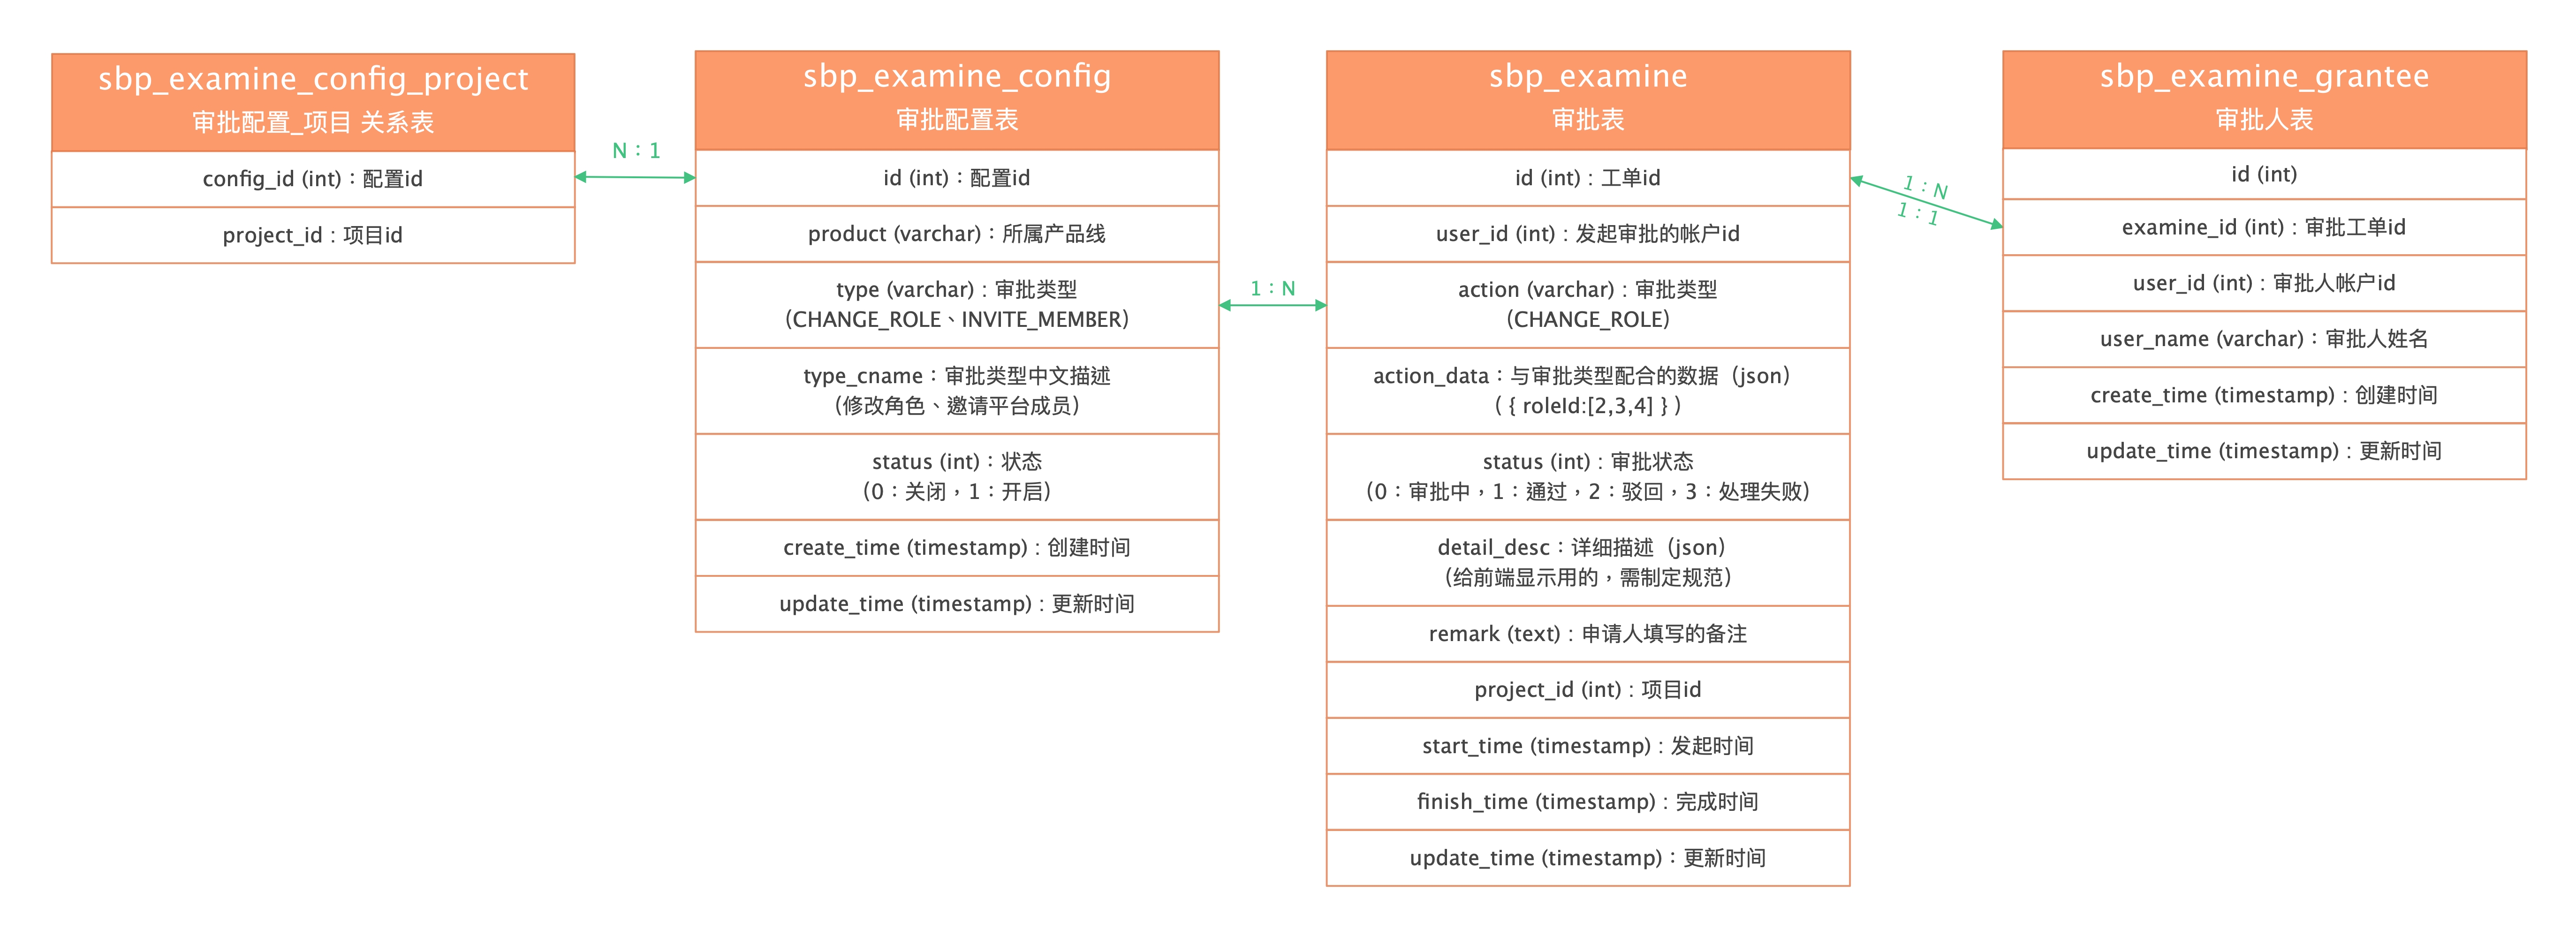 sbp_examine_config_project
审批配置_项目 关系表
config_id (int)：配置id
project_id : 项目id
N：1
sbp_examine_config
审批配置表
id (int)：配置id
product (varchar)：所属产品线
type (varchar) : 审批类型
（CHANGE_ROLE、INVITE_MEMBER）
type_cname：审批类型中文描述
（修改角色、邀请平台成员）
status (int)：状态
（0：关闭，1：开启）
create_time (timestamp) : 创建时间
update_time (timestamp) : 更新时间
1：N
sbp_examine
审批表
id (int) : 工单id
user_id (int) : 发起审批的帐户id
action (varchar) : 审批类型
（CHANGE_ROLE）
action_data：与审批类型配合的数据（json）
（ { roleId:[2,3,4] } ）
status (int) : 审批状态
（0：审批中，1：通过，2：驳回，3：处理失败）
detail_desc：详细描述（json）
（给前端显示用的，需制定规范）
remark (text) : 申请人填写的备注
project_id (int) : 项目id
start_time (timestamp) : 发起时间
finish_time (timestamp) : 完成时间
update_time (timestamp)：更新时间
1：N
1：1
sbp_examine_grantee
审批人表
id (int)
examine_id (int)：审批工单id
user_id (int)：审批人帐户id
user_name (varchar)：审批人姓名
create_time (timestamp) : 创建时间
update_time (timestamp) : 更新时间